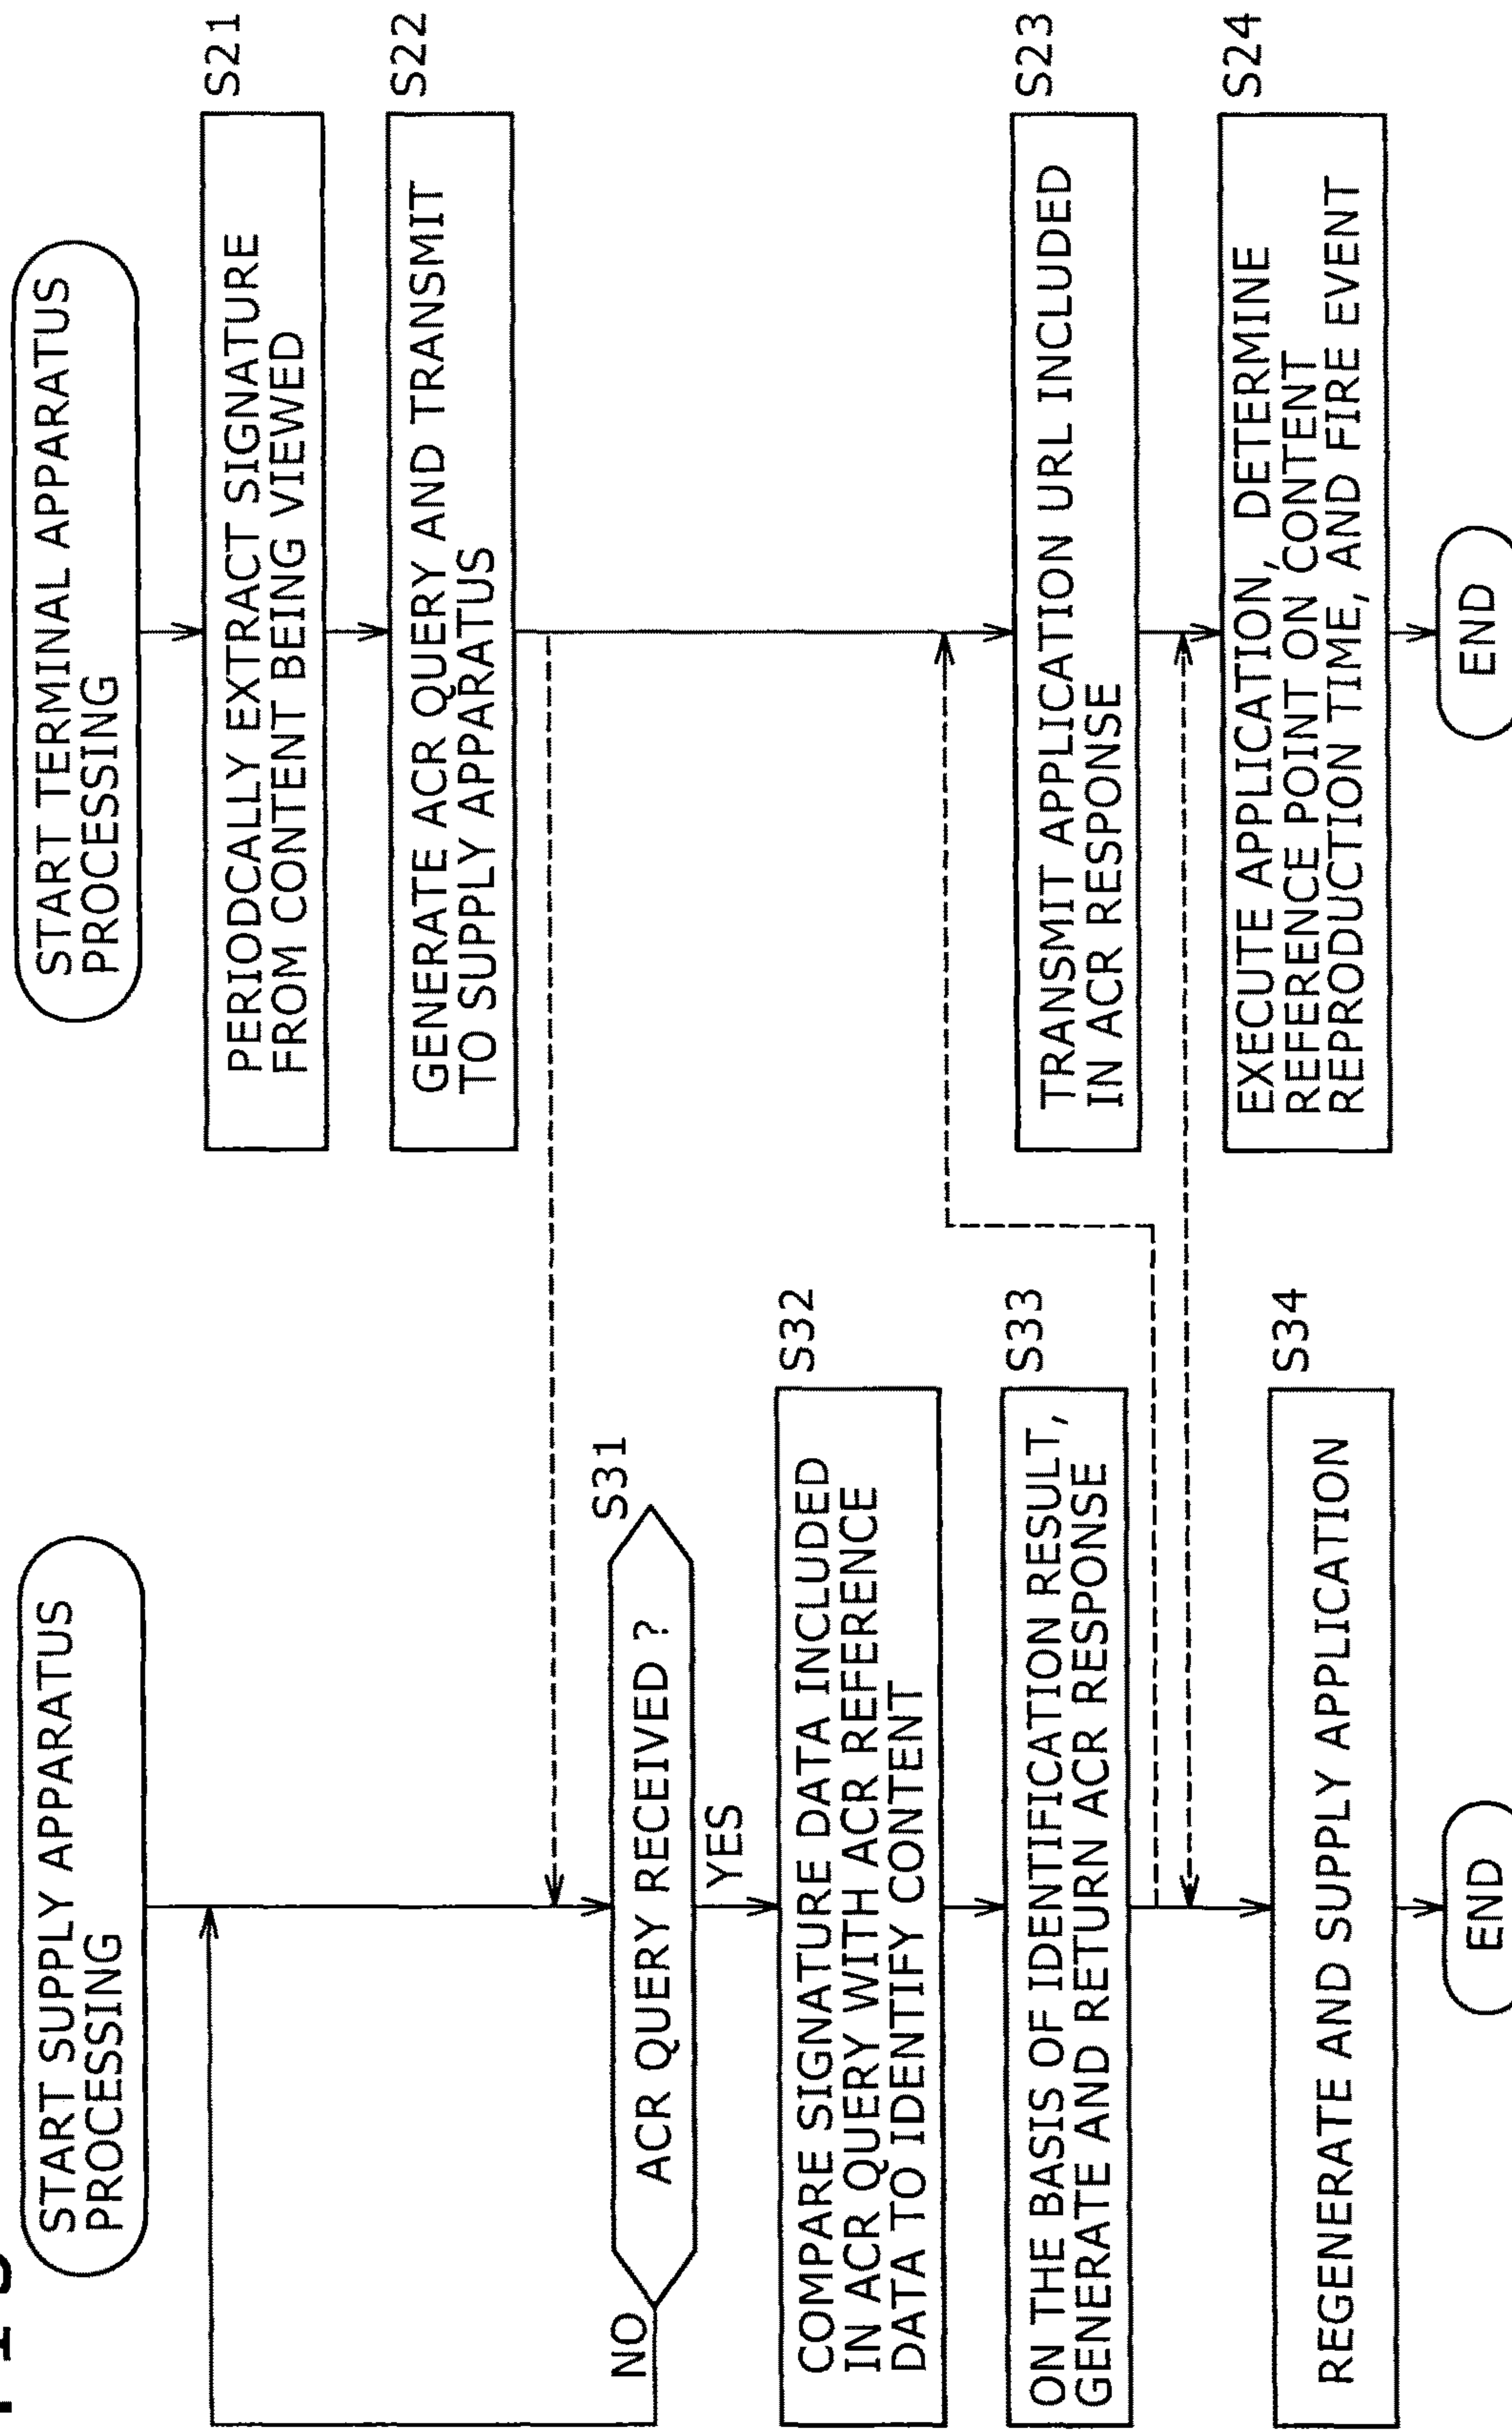 START SUPPLY APPARATUS
PROCESSING
NO
ACR QUERY RECEIVED ?
S31
YES
COMPARE SIGNATURE DATA INCLUDED
IN ACR QUERY WITH ACR REFERENCE
DATA TO IDENTIFY CONTENT
S32
ON THE BASIS OF IDENTIFICATION RESULT,
GENERATE AND RETURN ACR RESPONSE
S33
REGENERATE AND SUPPLY APPLICATION
S34
END
START TERMINAL APPARATUS
PROCESSING
PERIODCALLY EXTRACT SIGNATURE
FROM CONTENT BEING VIEWED
S21
GENERATE ACR QUERY AND TRANSMIT
TO SUPPLY APPARATUS
S22
TRANSMIT APPLICATION URL INCLUDED
IN ACR RESPONSE
S23
EXECUTE APPLICATION, DETERMINE
REFERENCE POINT ON CONTENT
REPRODUCTION TIME, AND FIRE EVENT
S24
END